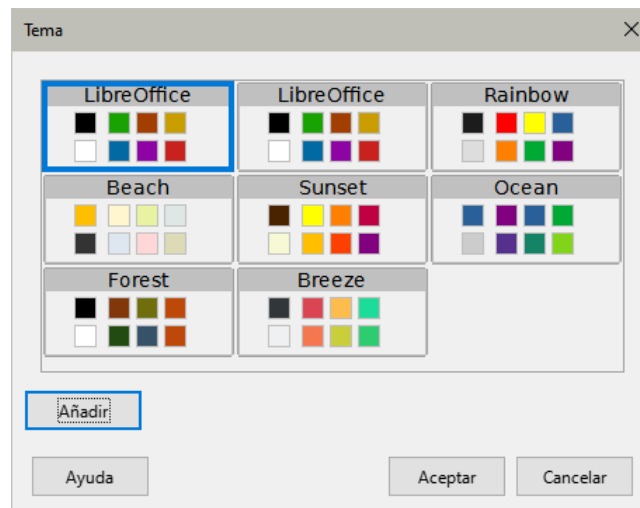 Tema
LibreOffice LibreOffice Rainbow
Beach Sunset Ocean
Forest Breeze
Añadir
Ayuda Aceptar Cancelar